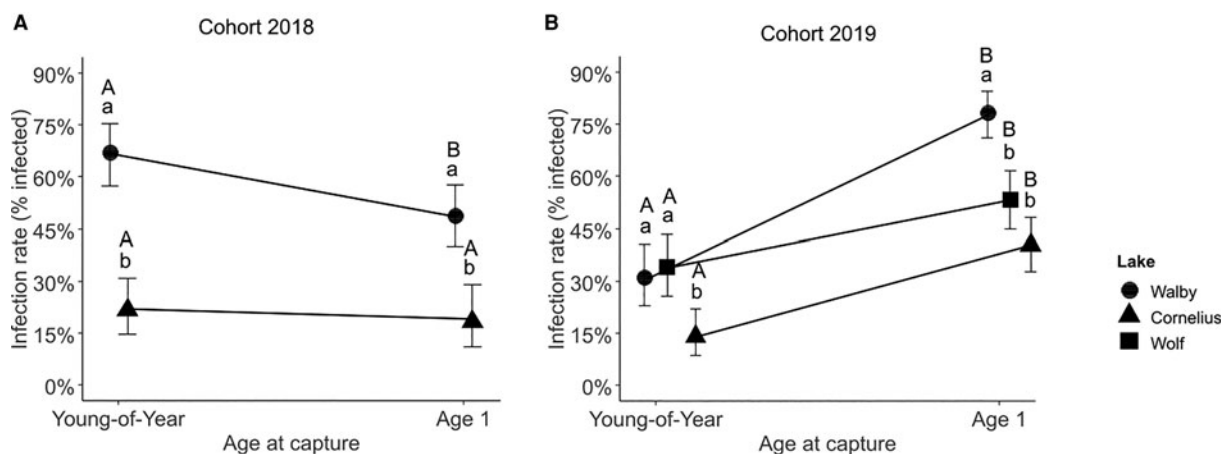 A
Cohort 2018
Infection rate (% infected)
90%
75%
60%
45%
30%
15%
0%
A
a
B
a
A
b
A
b
Young-of-Year
Age 1
Age at capture
B
Cohort 2019
Infection rate (% infected)
90%
75%
60%
45%
30%
15%
0%
A
a
A
a
A
b
B
a
B
b
B
b
Young-of-Year
Age 1
Age at capture
Lake
Walby
Cornelius
Wolf